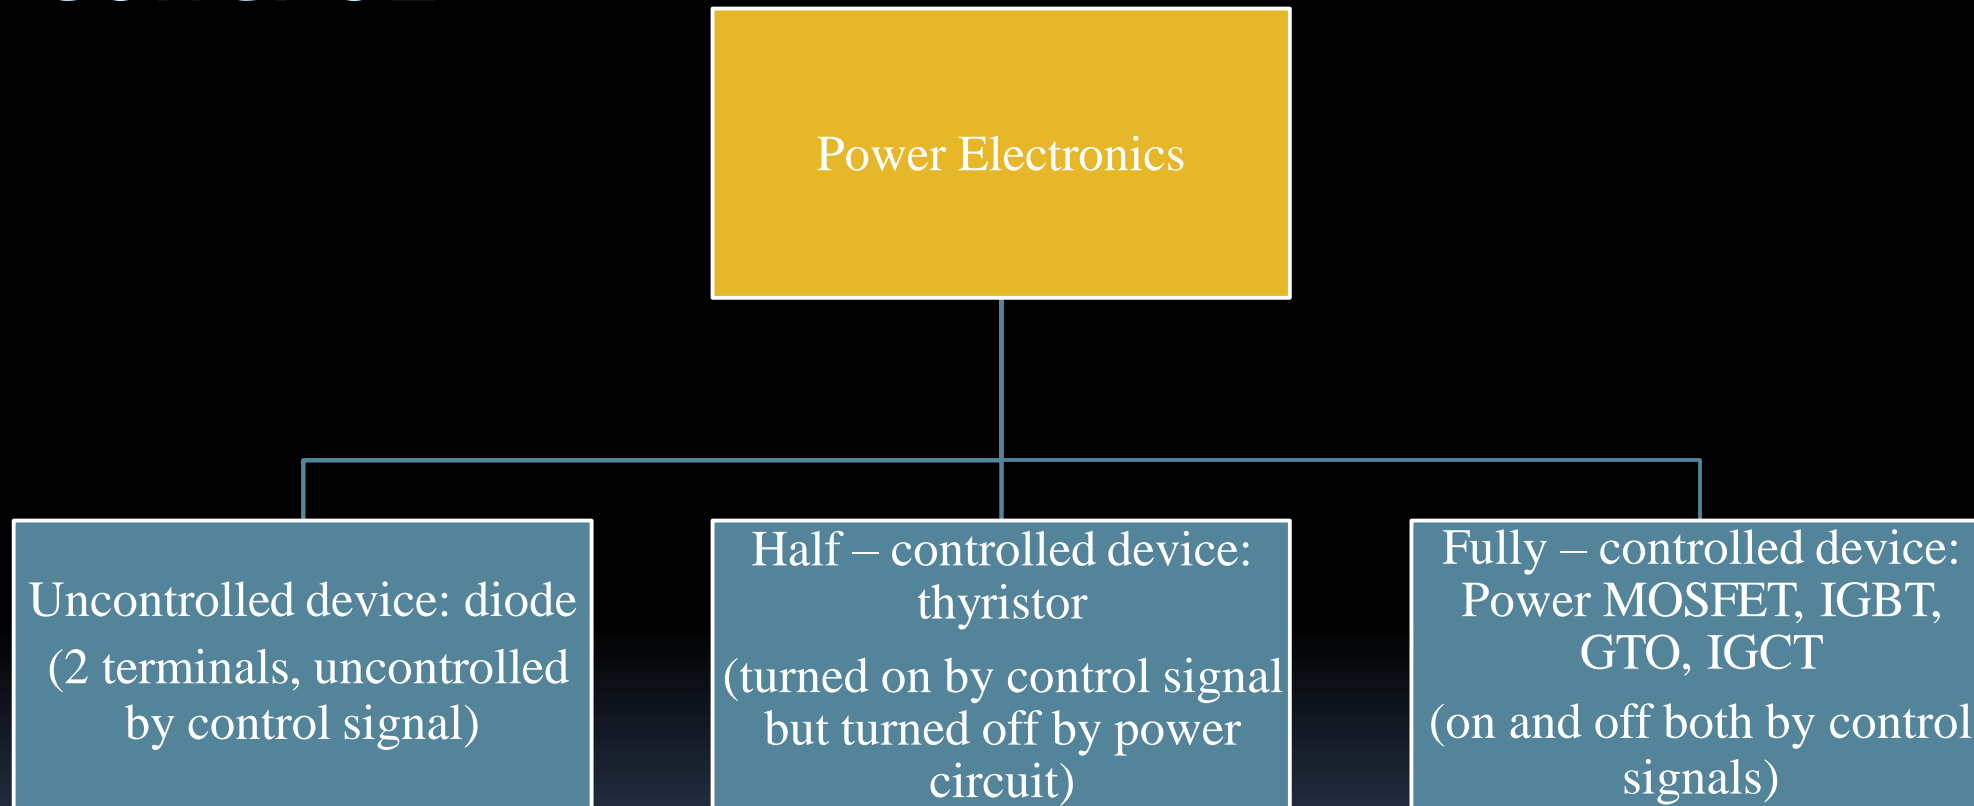 Power Electronics
Uncontrolled device: diode
(2 terminals, uncontrolled
by control signal)
Half – controlled device:
thyristor
(turned on by control signal
but turned off by power
circuit)
Fully – controlled device:
Power MOSFET, IGBT,
GTO, IGCT
(on and off both by control
signals)